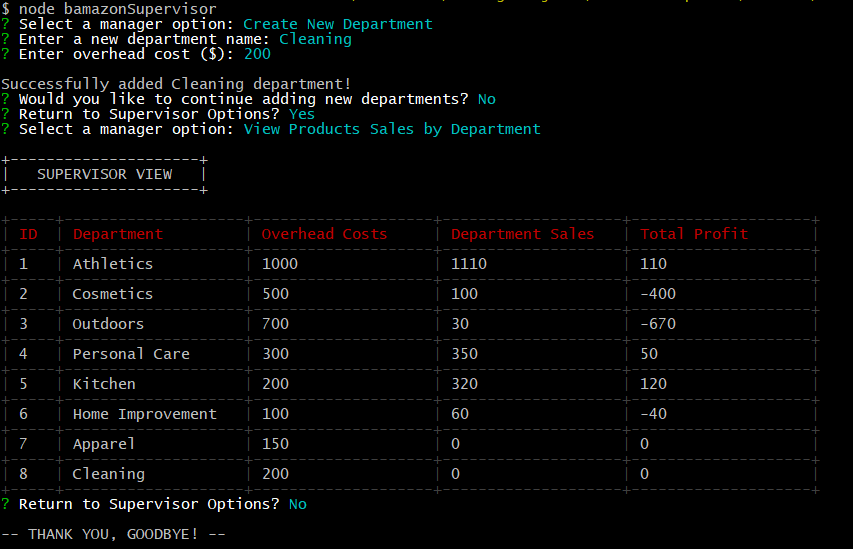 $ node bamazonSupervisor
? Select a manager option: Create New Department
? Enter a new department name: Cleaning
? Enter overhead cost ($): 200
Successfully added Cleaning department!
? Would you like to continue adding new departments? No
? Return to Supervisor Options? Yes
? Select a manager option: View Products Sales by Department
SUPERVISOR VIEW
ID Department Overhead Costs Department Sales Total Profit
1 Athletics 1000 1110 110
2 Cosmetics 500 100 -400
3 Outdoors 700 30 -670
4 Personal Care 300 350 50
5 Kitchen 200 320 120
6 Home Improvement 100 60 -40
7 Apparel 150 0 0
8 Cleaning 200 0 0
? Return to Supervisor Options? No
-- THANK YOU, GOODBYE! --